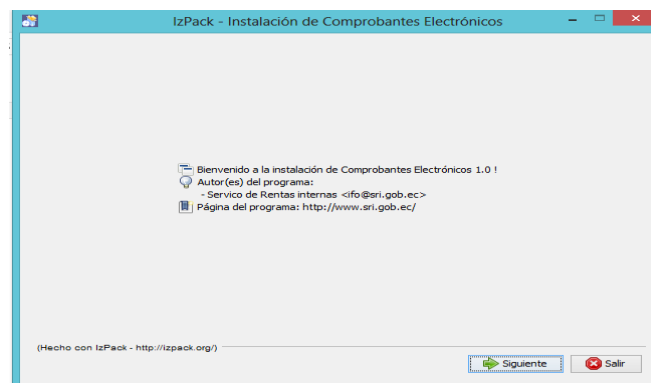 IzPack - Instalación de Comprobantes Electrónicos
Bienvenido a la instalación de Comprobantes Electrónicos 1.0 !
Autor(es) del programa:
- Servico de Rentas internas <ifo@sri.gob.ec>
Página del programa: http://www.sri.gob.ec/
(Hecho con IzPack - http://izpack.org/)
Siguiente
Salir